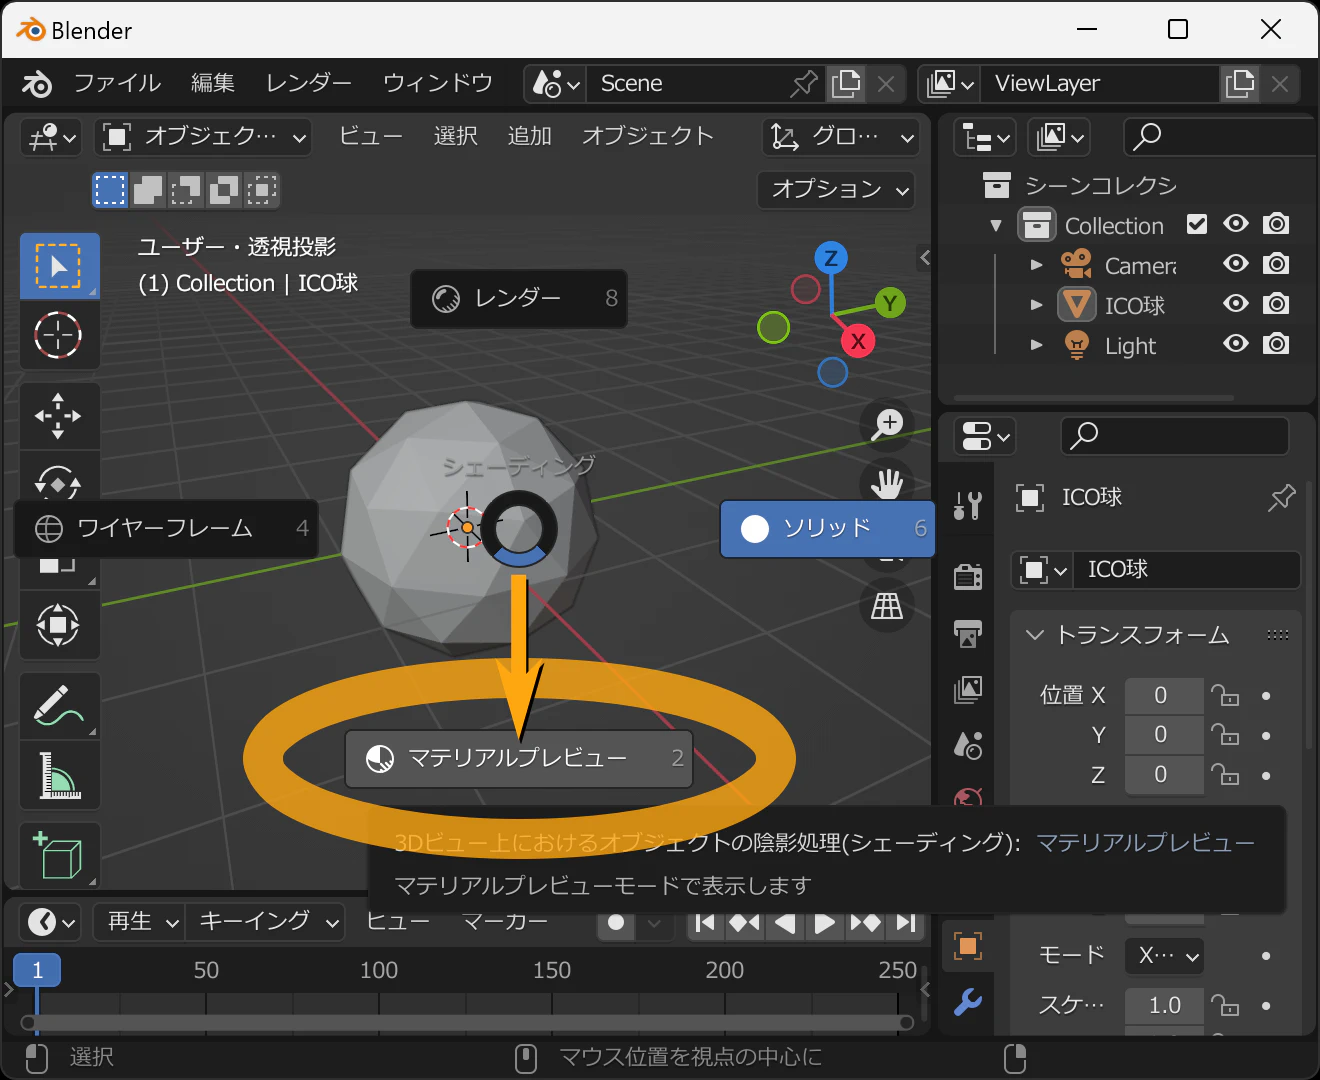 Blender
ファイル 編集 レンダー ウィンドウ Scene ViewLayer
オブジェク… ビュー 選択 追加 オブジェクト グロ…
オプション
シーンコレクシ
Collection
Camera
ICO球
Light
ユーザー・透視投影
(1) Collection | ICO球
レンダー 8
Z
Y
X
シェーディング
ワイヤーフレーム 4
ソリッド 6
マテリアルプレビュー 2
3Dビュー上におけるオブジェクトの陰影処理(シェーディング): マテリアルプレビュー
マテリアルプレビューモードで表示します
ICO球
ICO球
トランスフォーム
位置 X 0
Y 0
Z 0
モード X…
スケ… 1.0
再生 キーイング ビュー マーカー
1 50 100 150 200 250
選択 マウス位置を視点の中心に